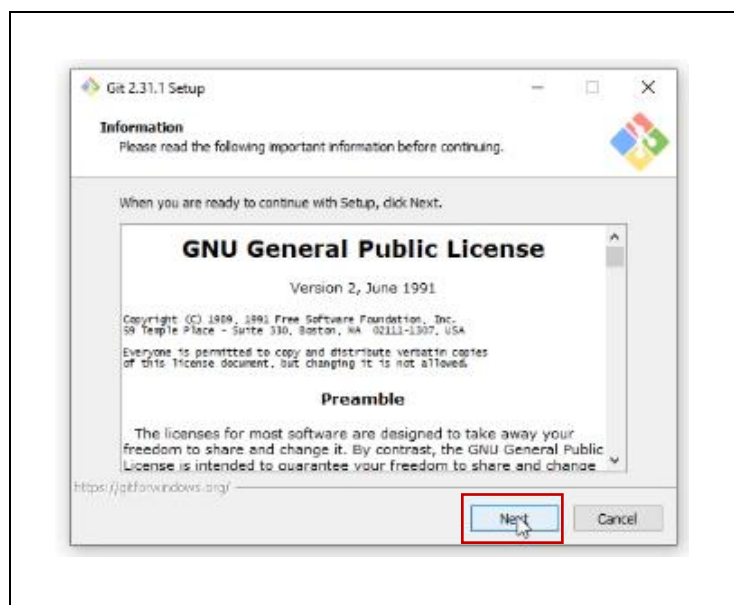 Git 2.31.1 Setup
Information
Please read the following important information before continuing.
When you are ready to continue with Setup, click Next.
GNU General Public License
Version 2, June 1991
Copyright (C) 1989, 1991 Free Software Foundation, Inc.
59 Temple Place - Suite 330, Boston, MA 02111-1307, USA
Everyone is permitted to copy and distribute verbatim copies
of this license document, but changing it is not allowed.
Preamble
The licenses for most software are designed to take away your
freedom to share and change it. By contrast, the GNU General Public
License is intended to guarantee your freedom to share and change
https://gitforwindows.org/
Next
Cancel